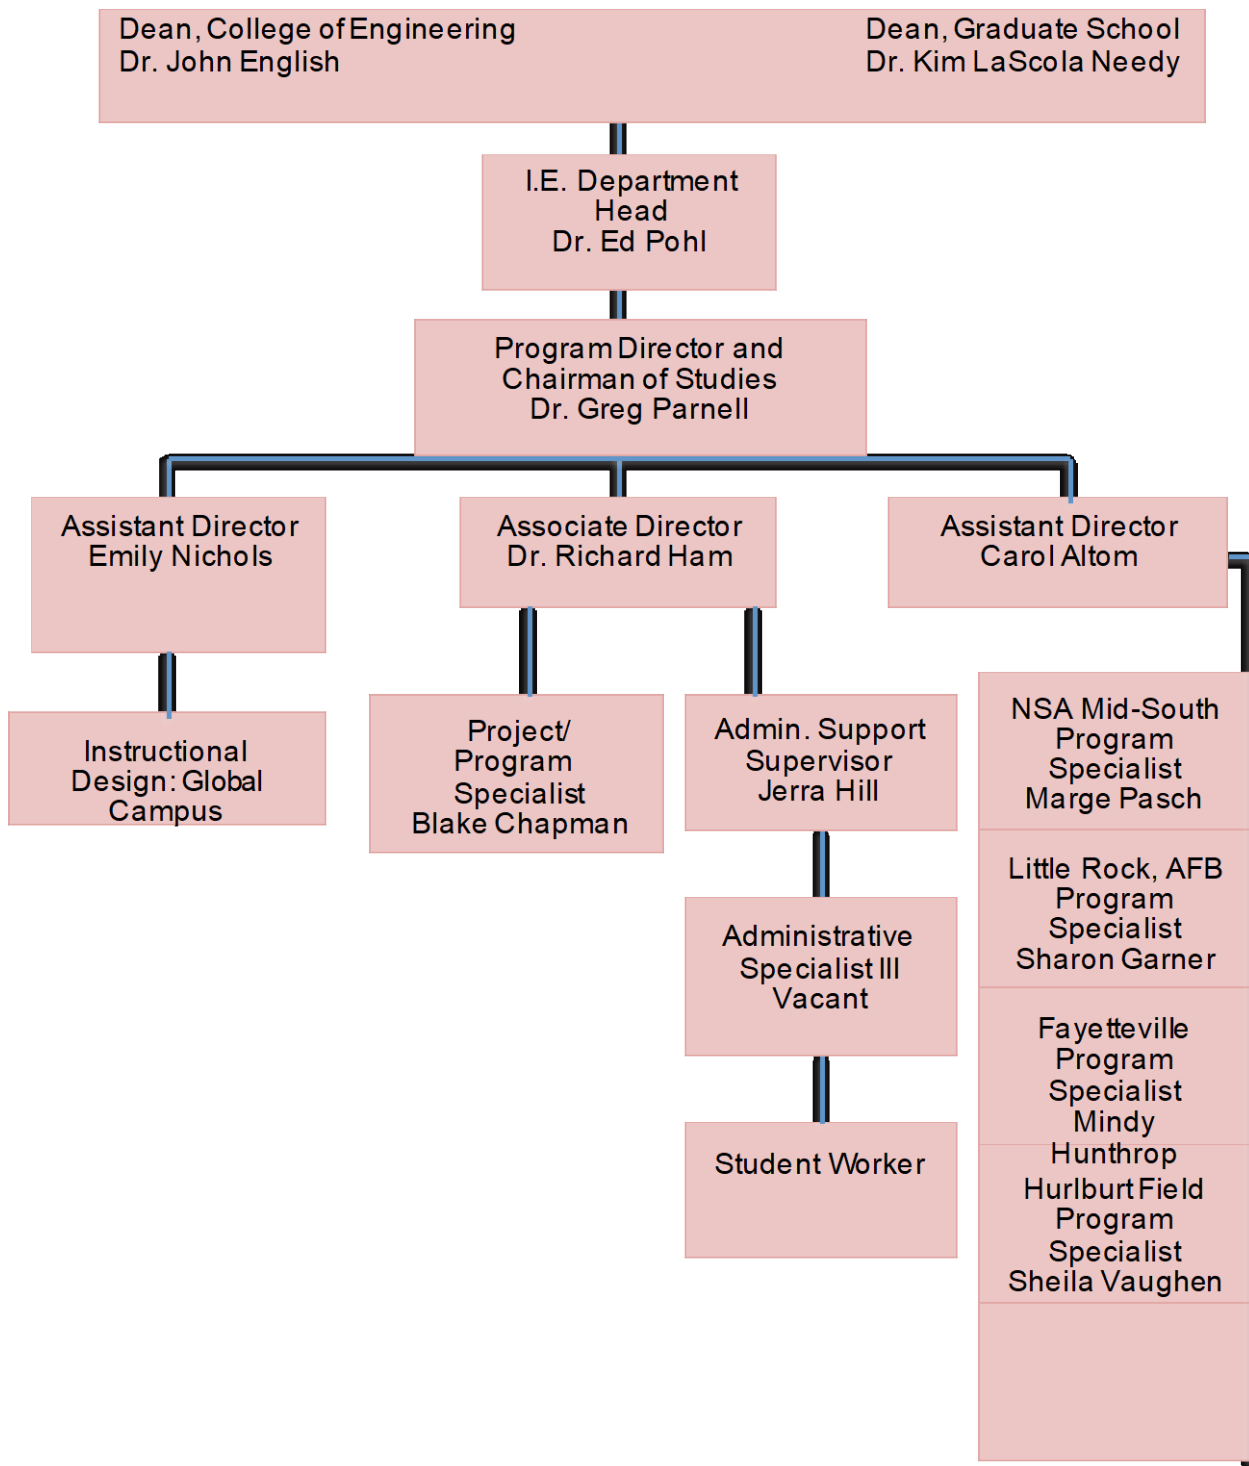 Dean, College of Engineering
Dr. John English
Dean, Graduate School
Dr. Kim LaScola Needy
I.E. Department
Head
Dr. Ed Pohl
Program Director and
Chairman of Studies
Dr. Greg Parnell
Assistant Director
Emily Nichols
Associate Director
Dr. Richard Ham
Assistant Director
Carol Altom
Instructional
Design: Global
Campus
Project/
Program
Specialist
Blake Chapman
Admin. Support
Supervisor
Jerra Hill
Administrative
Specialist III
Vacant
Student Worker
NSA Mid-South
Program
Specialist
Marge Pasch
Little Rock, AFB
Program
Specialist
Sharon Garner
Fayetteville
Program
Specialist
Mindy
Hunthrop
Hurlburt Field
Program
Specialist
Sheila Vaughen